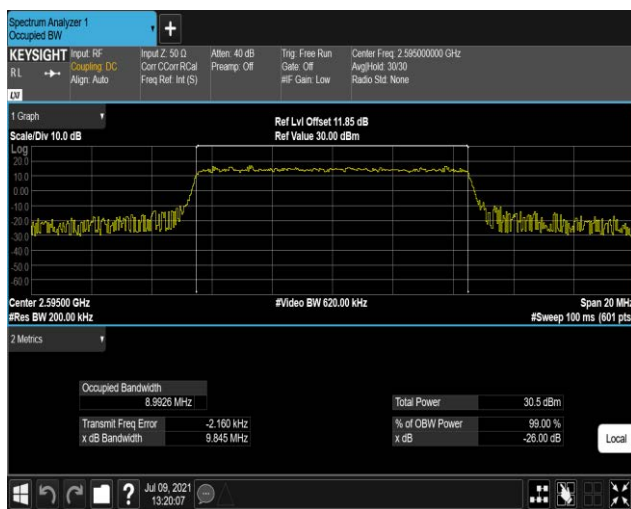 Spectrum Analyzer 1
Occupied BW
KEYSIGHT Input: RF Input Z: 50 Ω Atten: 40 dB Trig: Free Run Center Freq: 2.595000000 GHz
RL Coupling: DC Corr CCorr RCal Preamp: Off Gate: Off Avg|Hold: 30/30
Align: Auto Freq Ref: Int (S) #IF Gain: Low Radio Std: None
LXI
1 Graph
Scale/Div 10.0 dB
Ref Lvl Offset 11.85 dB
Ref Value 30.00 dBm
Log
20.0
10.0
0.00
-10.0
-20.0
-30.0
-40.0
-50.0
-60.0
Center 2.59500 GHz #Video BW 620.00 kHz Span 20 MHz
#Res BW 200.00 kHz #Sweep 100 ms (601 pts
2 Metrics
Occupied Bandwidth
8.9926 MHz
Total Power 30.5 dBm
Transmit Freq Error -2.160 kHz % of OBW Power 99.00 %
x dB Bandwidth 9.845 MHz x dB -26.00 dB
Local
? Jul 09, 2021
13:20:07